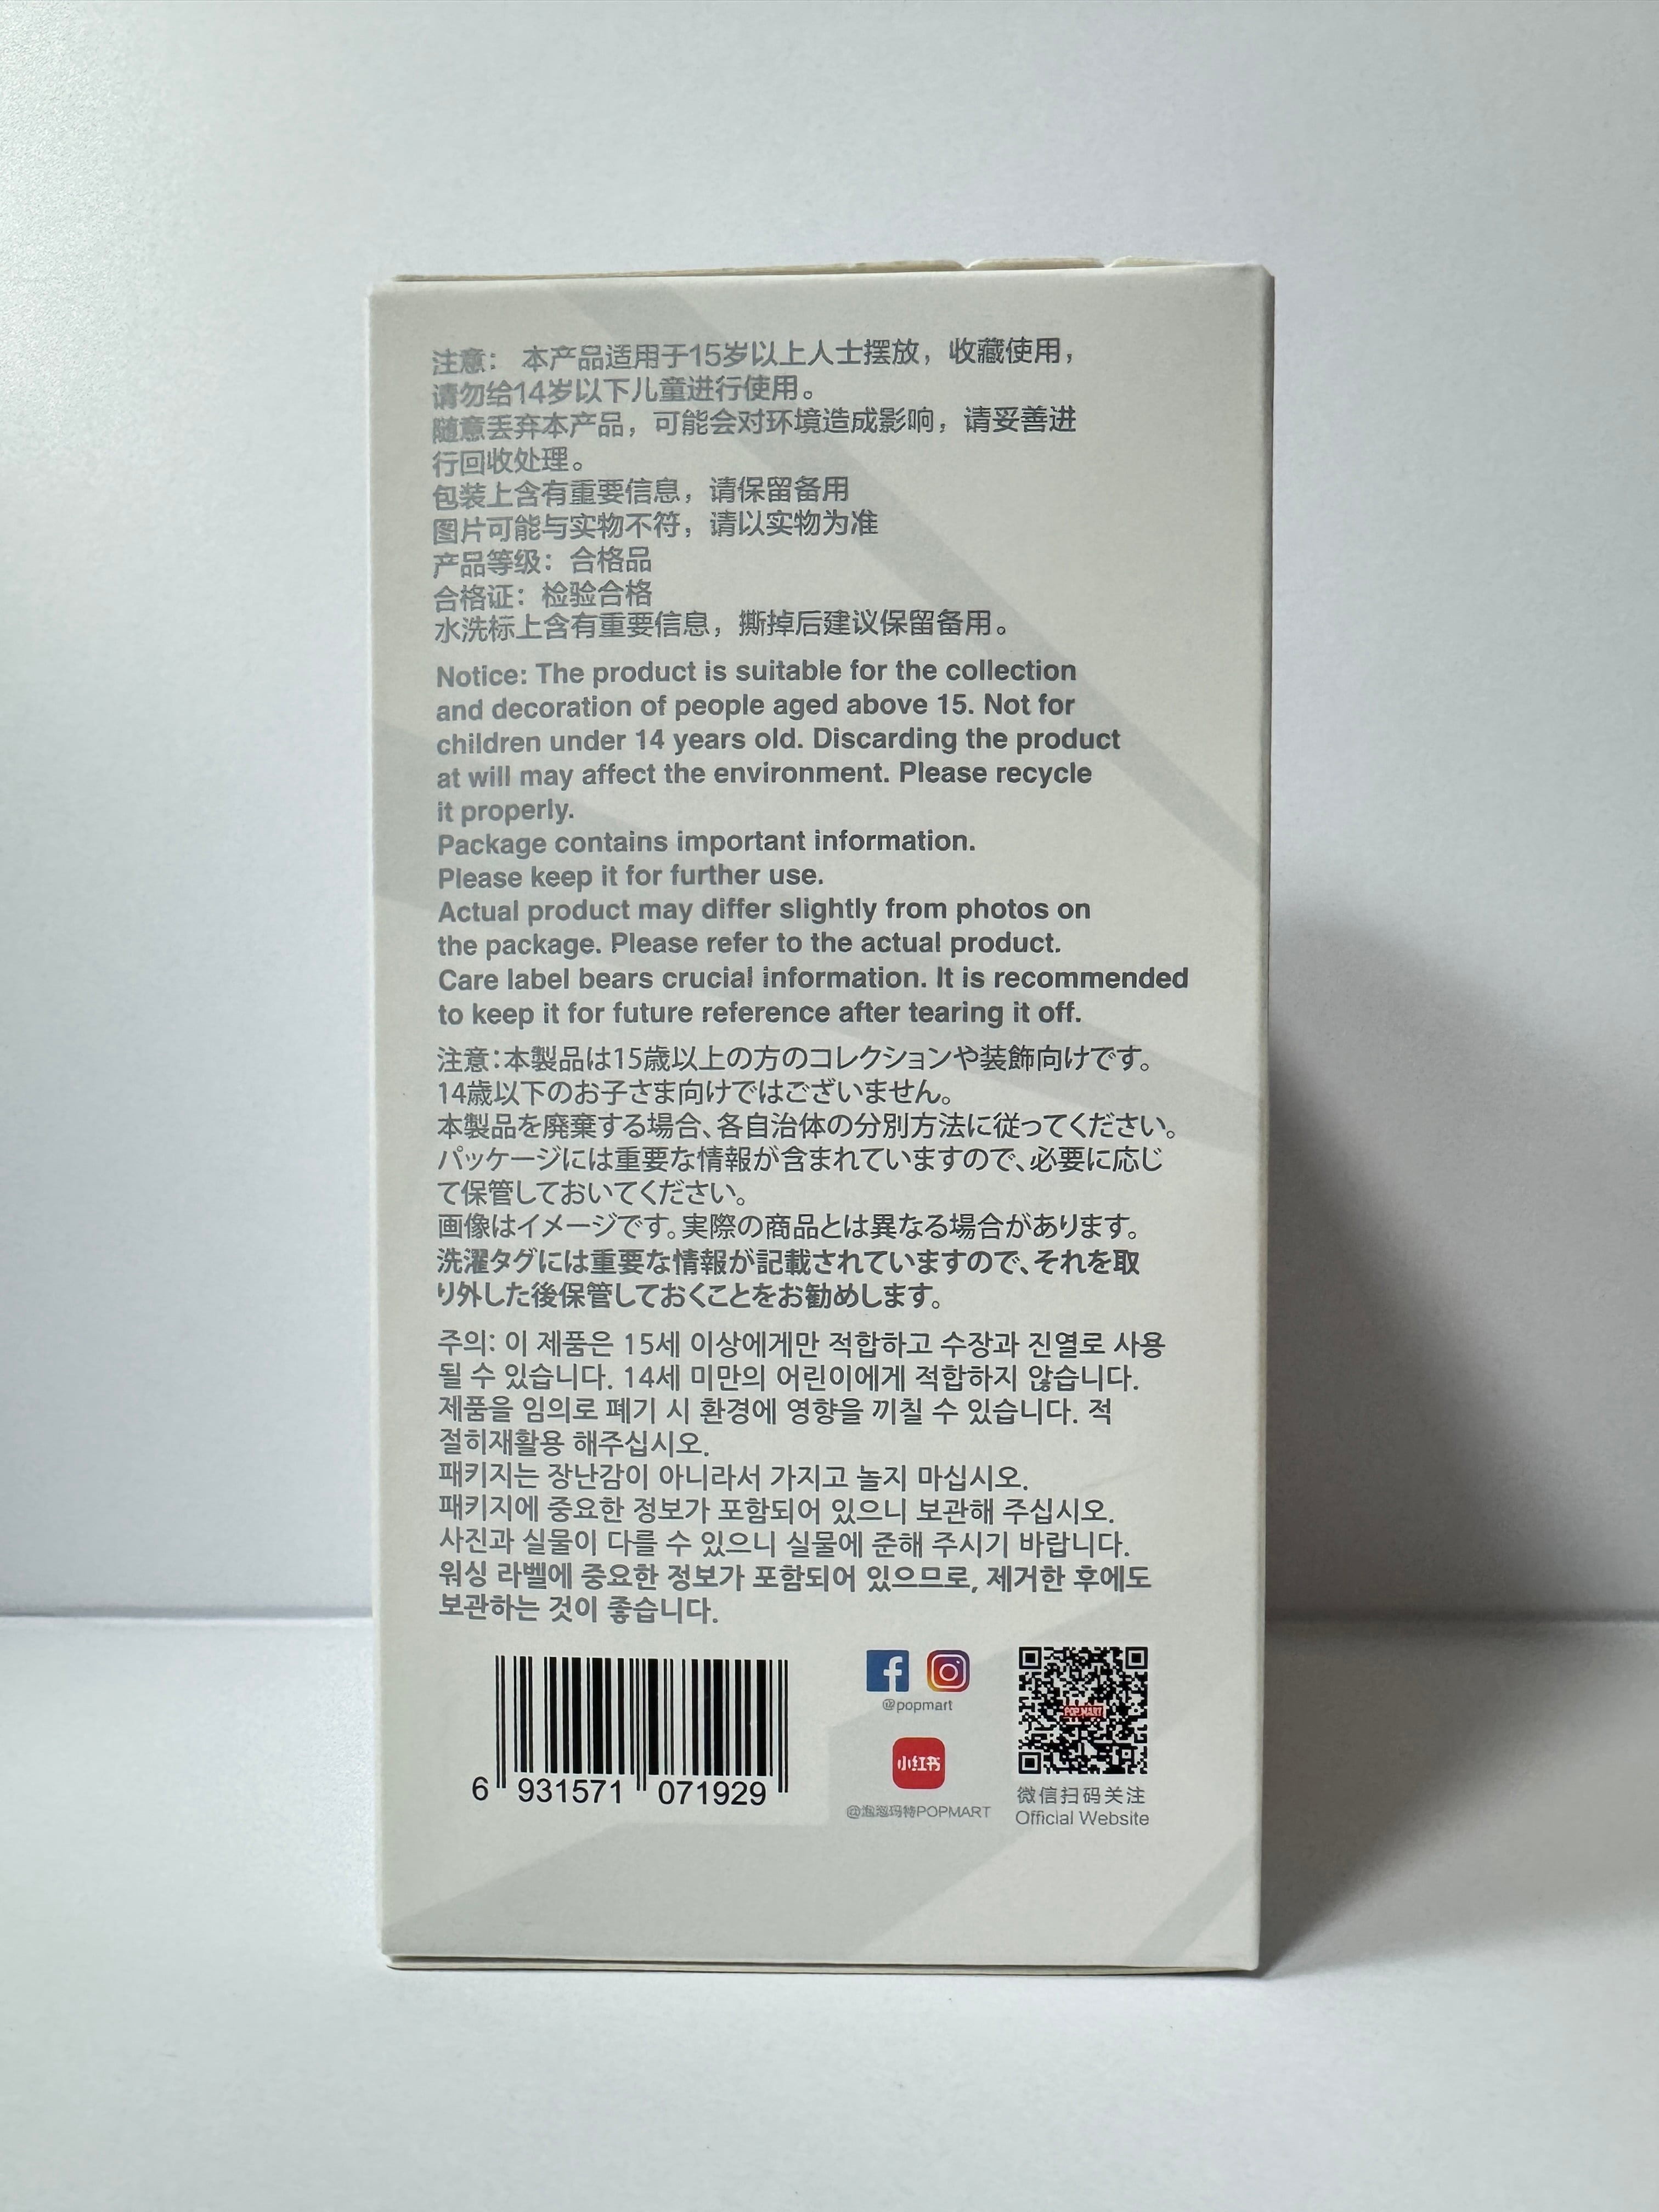 注意： 本产品适用于15岁以上人士摆放，收藏使用，
请勿给14岁以下儿童进行使用。
随意丢弃本产品，可能会对环境造成影响，请妥善进
行回收处理。
包装上含有重要信息，请保留备用
图片可能与实物不符，请以实物为准
产品等级：合格品
合格证：检验合格
水洗标上含有重要信息，撕掉后建议保留备用。
Notice: The product is suitable for the collection
and decoration of people aged above 15. Not for
children under 14 years old. Discarding the product
at will may affect the environment. Please recycle
it properly.
Package contains important information.
Please keep it for further use.
Actual product may differ slightly from photos on
the package. Please refer to the actual product.
Care label bears crucial information. It is recommended
to keep it for future reference after tearing it off.
注意：本製品は15歳以上の方のコレクションや装飾向けです。
14歳以下のお子さま向けではございません。
本製品を廃棄する場合、各自治体の分別方法に従ってください。
パッケージには重要な情報が含まれていますので、必要に応じ
て保管しておいてください。
画像はイメージです。実際の商品とは異なる場合があります。
洗濯タグには重要な情報が記載されていますので、それを取
り外した後保管しておくことをお勧めします。
주의: 이 제품은 15세 이상에게만 적합하고 수장과 진열로 사용
될 수 있습니다. 14세 미만의 어린이에게 적합하지 않습니다.
제품을 임의로 폐기 시 환경에 영향을 끼칠 수 있습니다. 적
절히재활용 해주십시오.
패키지는 장난감이 아니라서 가지고 놀지 마십시오.
패키지에 중요한 정보가 포함되어 있으니 보관해 주십시오.
사진과 실물이 다를 수 있으니 실물에 준해 주시기 바랍니다.
워싱 라벨에 중요한 정보가 포함되어 있으므로, 제거한 후에도
보관하는 것이 좋습니다.
@popmart
POP MART
小红书
6 931571 071929
@泡泡玛特POPMART
微信扫码关注
Official Website